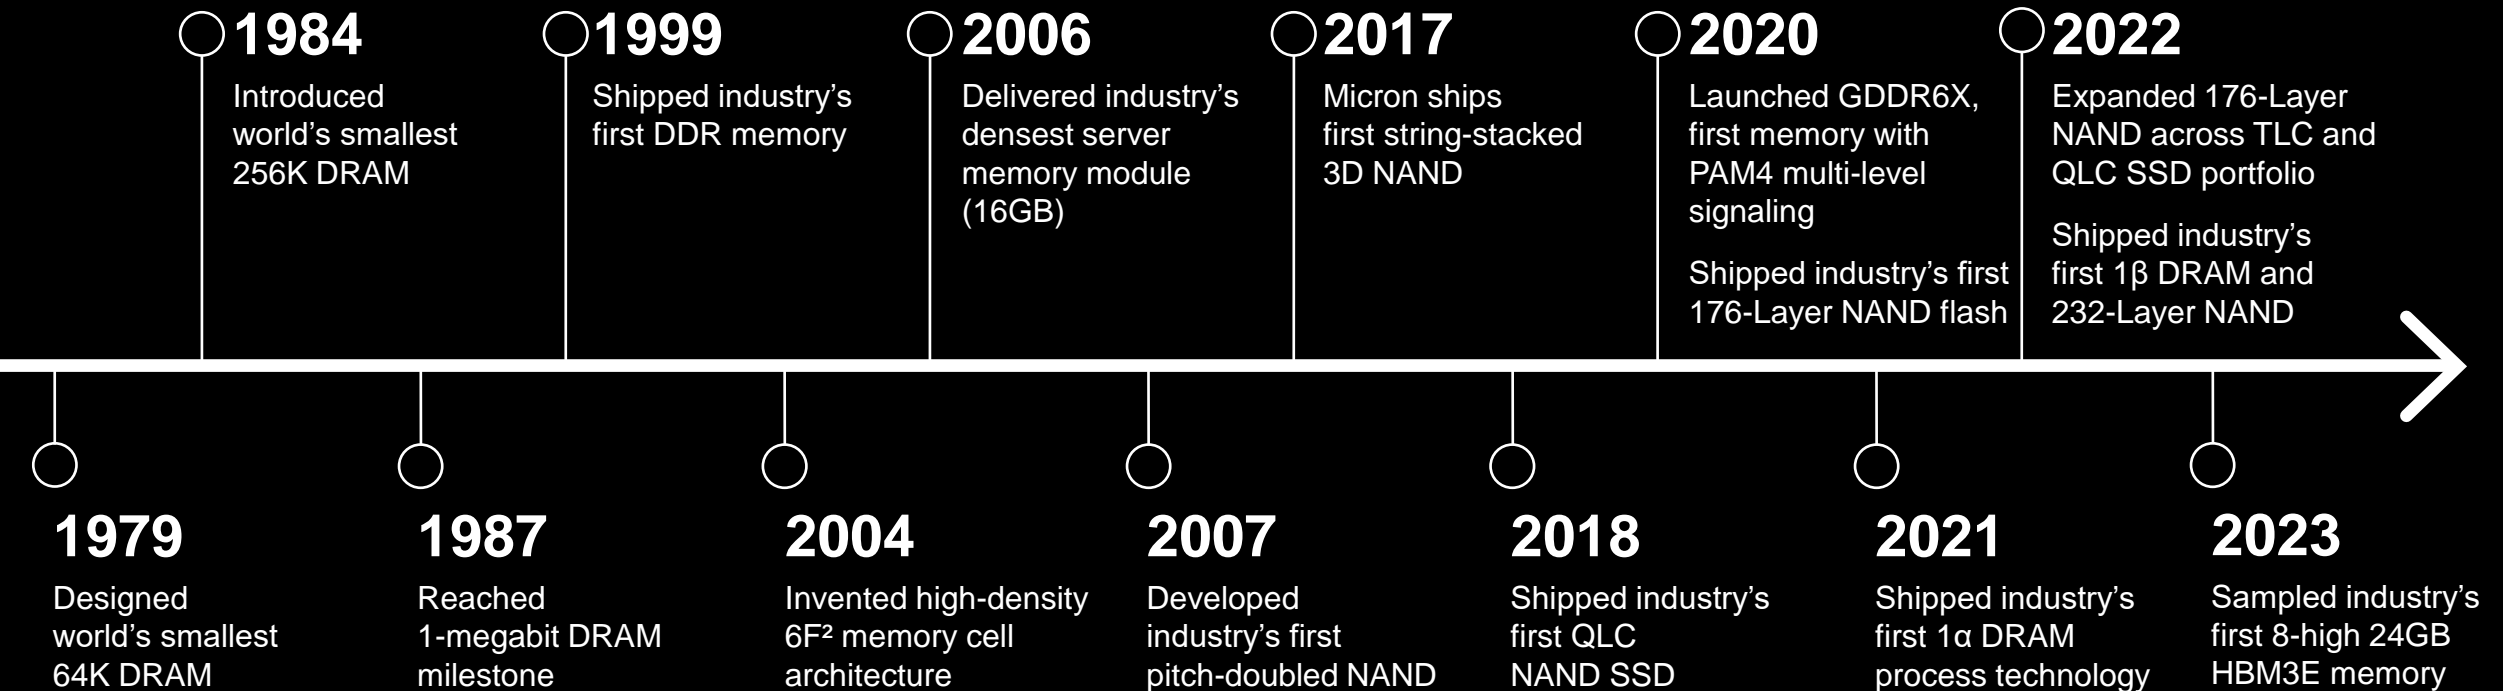 1984
Introduced
world's smallest
256K DRAM
1999
Shipped industry's
first DDR memory
2006
Delivered industry's
densest server
memory module
(16GB)
2017
Micron ships
first string-stacked
3D NAND
2020
Launched GDDR6X,
first memory with
PAM4 multi-level
signaling
Shipped industry's first
176-Layer NAND flash
2022
Expanded 176-Layer
NAND across TLC and
QLC SSD portfolio
Shipped industry's
first 1β DRAM and
232-Layer NAND
1979
Designed
world's smallest
64K DRAM
1987
Reached
1-megabit DRAM
milestone
2004
Invented high-density
6F² memory cell
architecture
2007
Developed
industry's first
pitch-doubled NAND
2018
Shipped industry's
first QLC
NAND SSD
2021
Shipped industry's
first 1α DRAM
process technology
2023
Sampled industry's
first 8-high 24GB
HBM3E memory